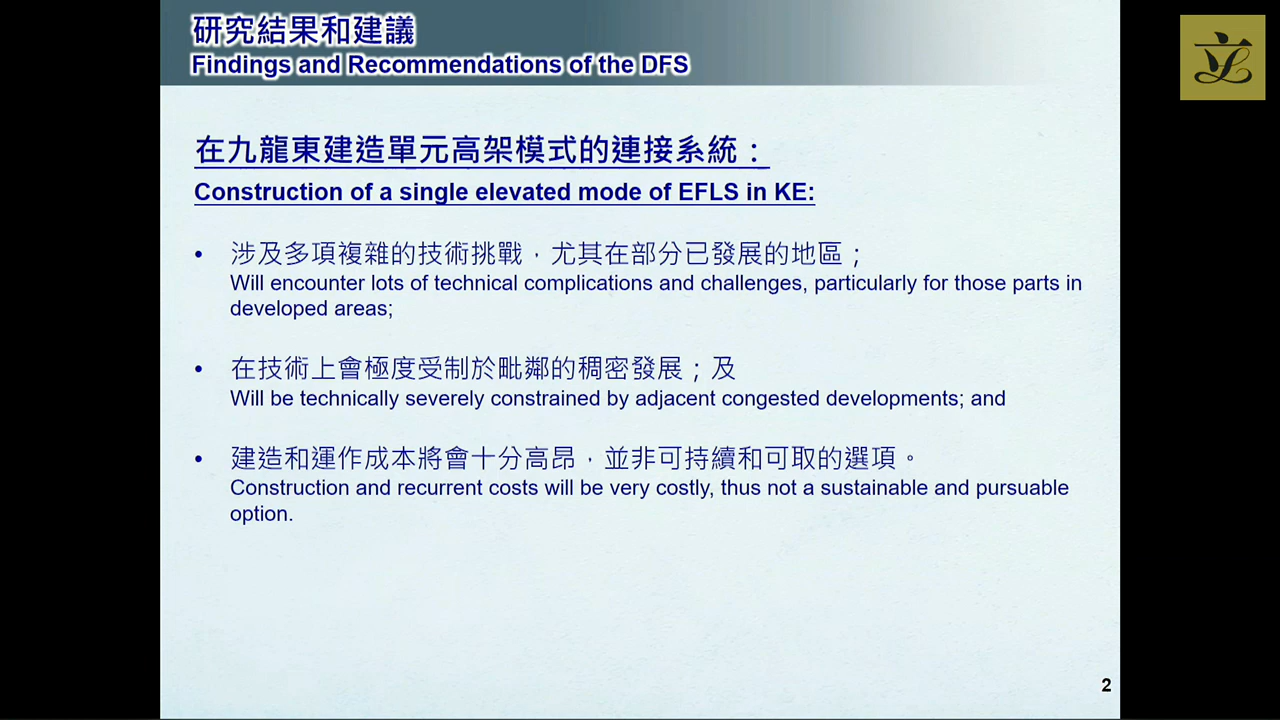 研究結果和建議
Findings and Recommendations of the DFS
在九龍東建造單元高架模式的連接系統：
Construction of a single elevated mode of EFLS in KE:
• 涉及多項複雜的技術挑戰，尤其在部分已發展的地區；
Will encounter lots of technical complications and challenges, particularly for those parts in
developed areas;
• 在技術上會極度受制於毗鄰的稠密發展；及
Will be technically severely constrained by adjacent congested developments; and
• 建造和運作成本將會十分高昂，並非可持續和可取的選項。
Construction and recurrent costs will be very costly, thus not a sustainable and pursuable
option.
2